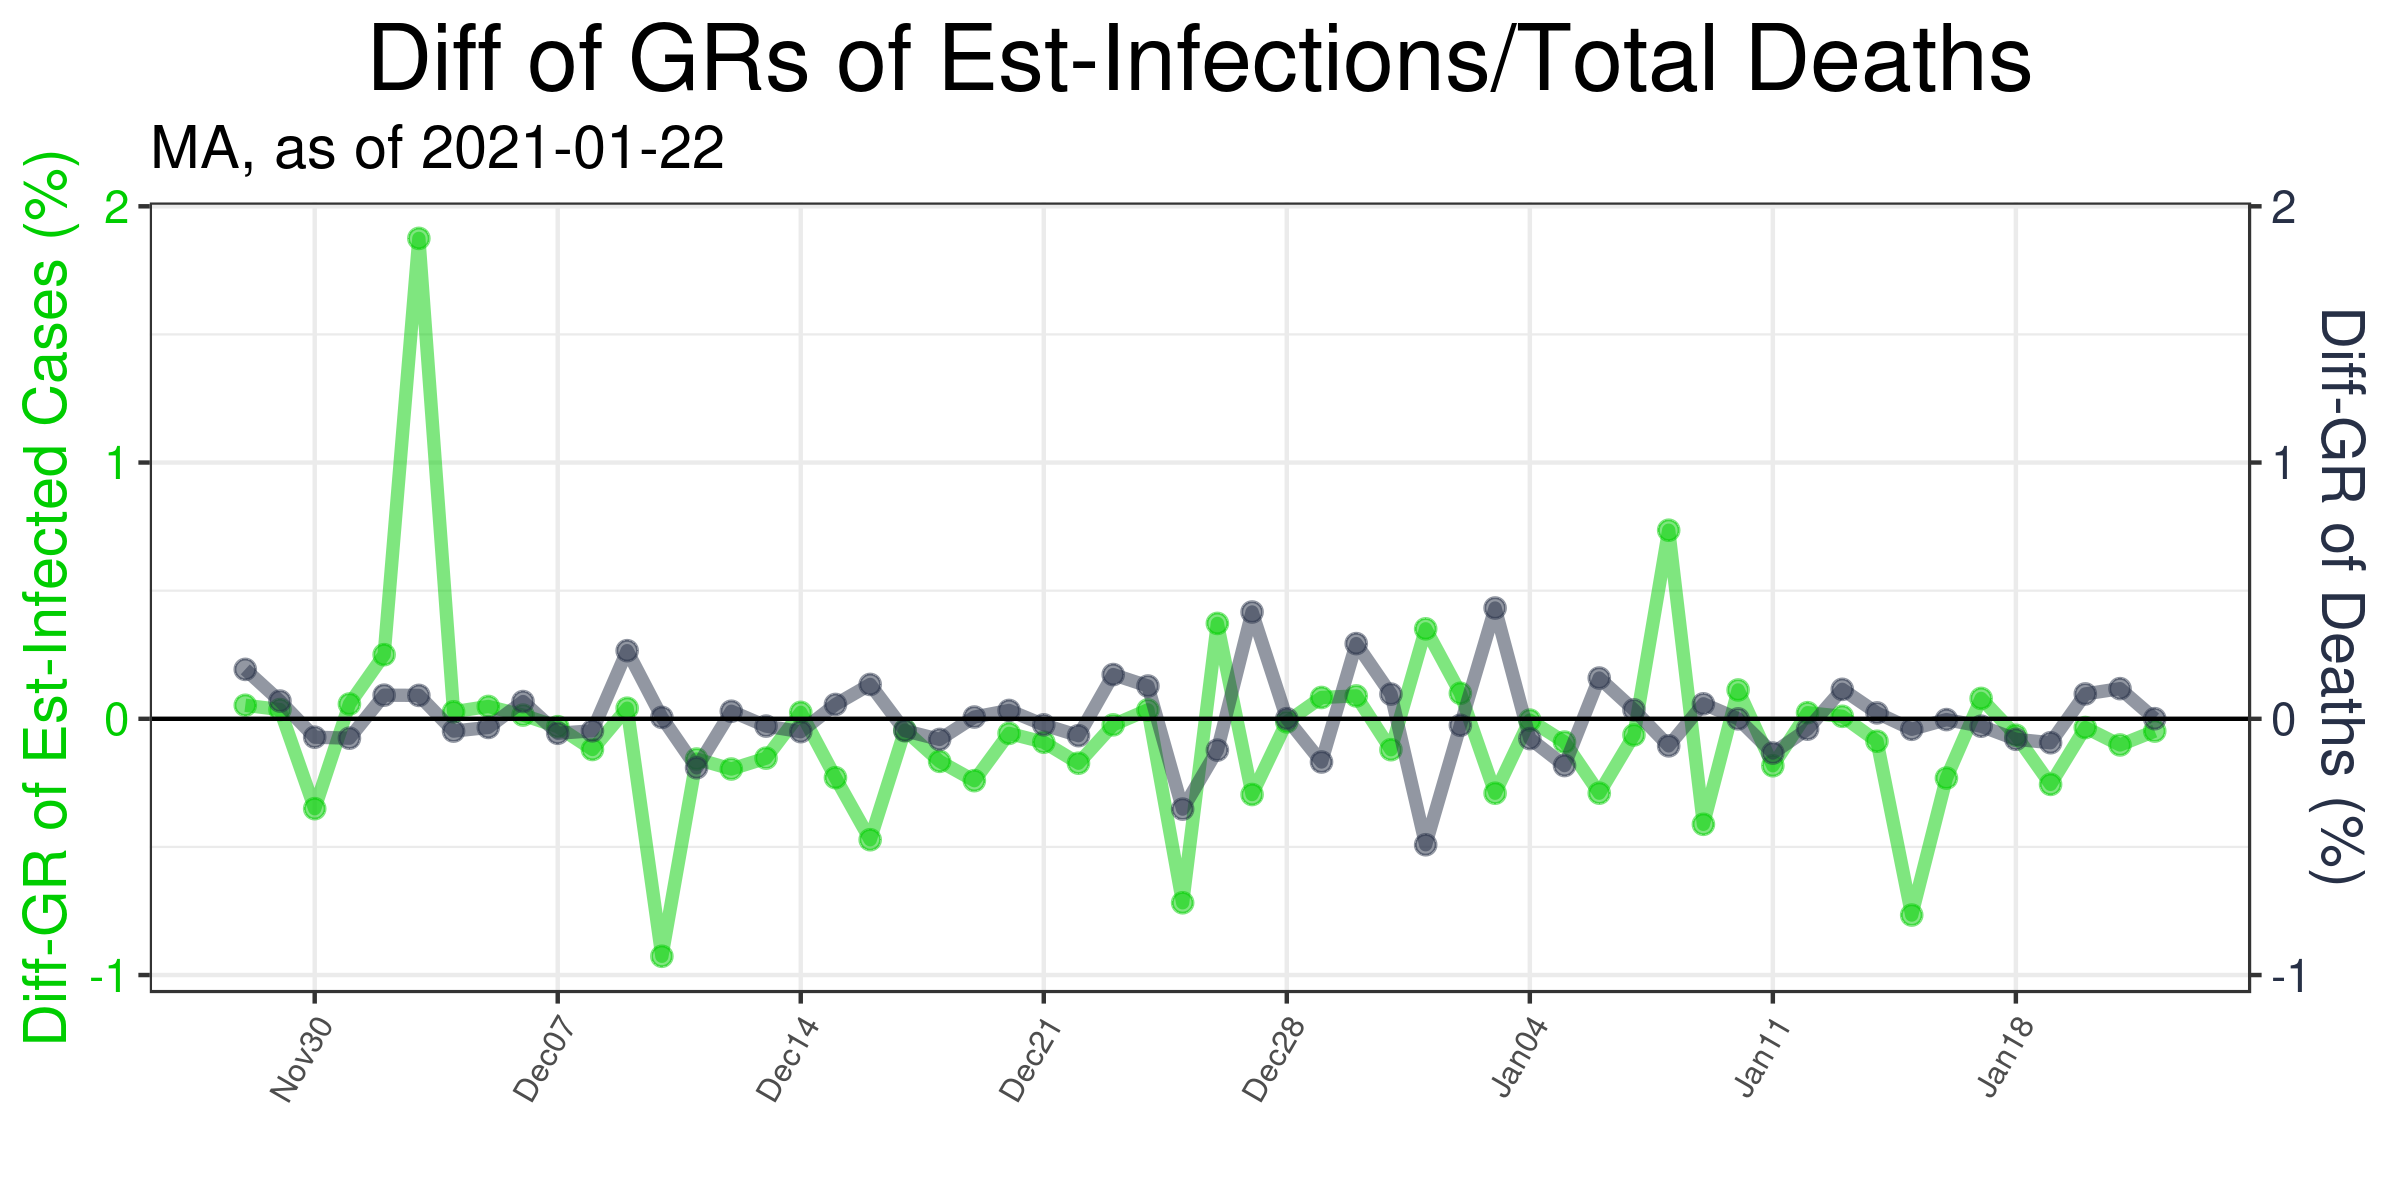 Diff of GRs of Est-Infections/Total Deaths
MA, as of 2021-01-22
Diff-GR of Est-Infected Cases (%)
2
1
0
-1
2
1
0
-1
Diff-GR of Deaths (%)
Nov30
Dec07
Dec14
Dec21
Dec28
Jan04
Jan11
Jan18